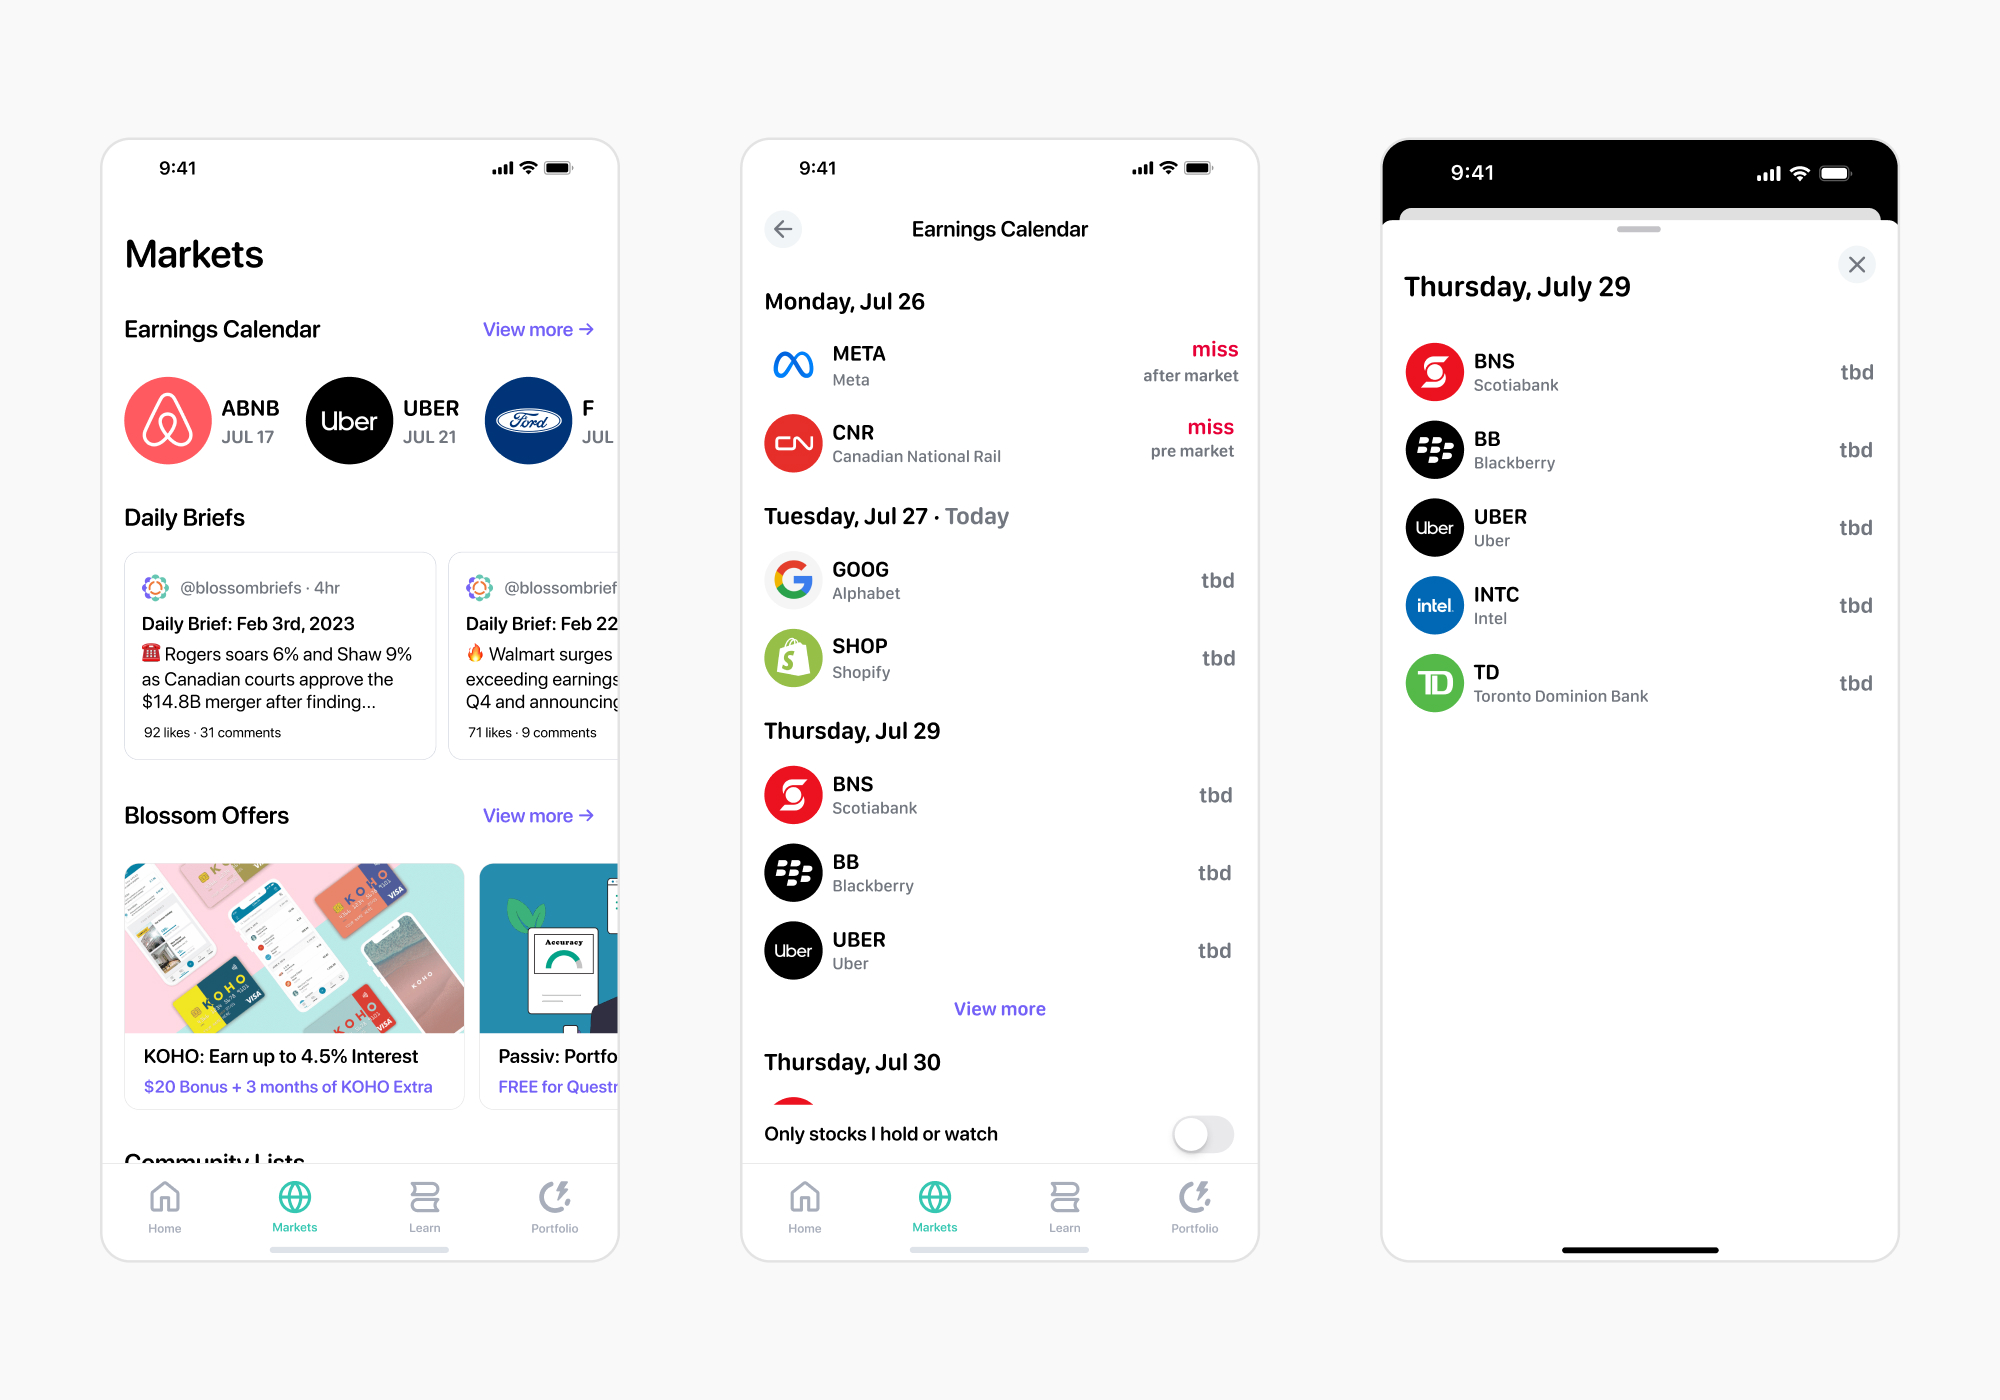 9:41
Markets
Earnings Calendar
View more →
ABNB
JUL 17
Uber
UBER
JUL 21
Ford
F
JUL
Daily Briefs
@blossombriefs · 4hr
Daily Brief: Feb 3rd, 2023
☎️ Rogers soars 6% and Shaw 9%
as Canadian courts approve the
$14.8B merger after finding...
92 likes · 31 comments
@blossombrief
Daily Brief: Feb 22
🔥 Walmart surges
exceeding earnings
Q4 and announcing
71 likes · 9 comments
Blossom Offers
View more →
KOHO
VISA
KOHO
VISA
KOHO
KOHO
Accuracy
KOHO: Earn up to 4.5% Interest
$20 Bonus + 3 months of KOHO Extra
Passiv: Portfo
FREE for Questr
Community Lists
Home
Markets
Learn
Portfolio
9:41
Earnings Calendar
Monday, Jul 26
META
Meta
miss
after market
CN
CNR
Canadian National Rail
miss
pre market
Tuesday, Jul 27 · Today
G
GOOG
Alphabet
tbd
S
SHOP
Shopify
tbd
Thursday, Jul 29
S
BNS
Scotiabank
tbd
BB
Blackberry
tbd
Uber
UBER
Uber
tbd
View more
Thursday, Jul 30
Only stocks I hold or watch
Home
Markets
Learn
Portfolio
9:41
Thursday, July 29
S
BNS
Scotiabank
tbd
BB
Blackberry
tbd
Uber
UBER
Uber
tbd
intel
INTC
Intel
tbd
TD
TD
Toronto Dominion Bank
tbd